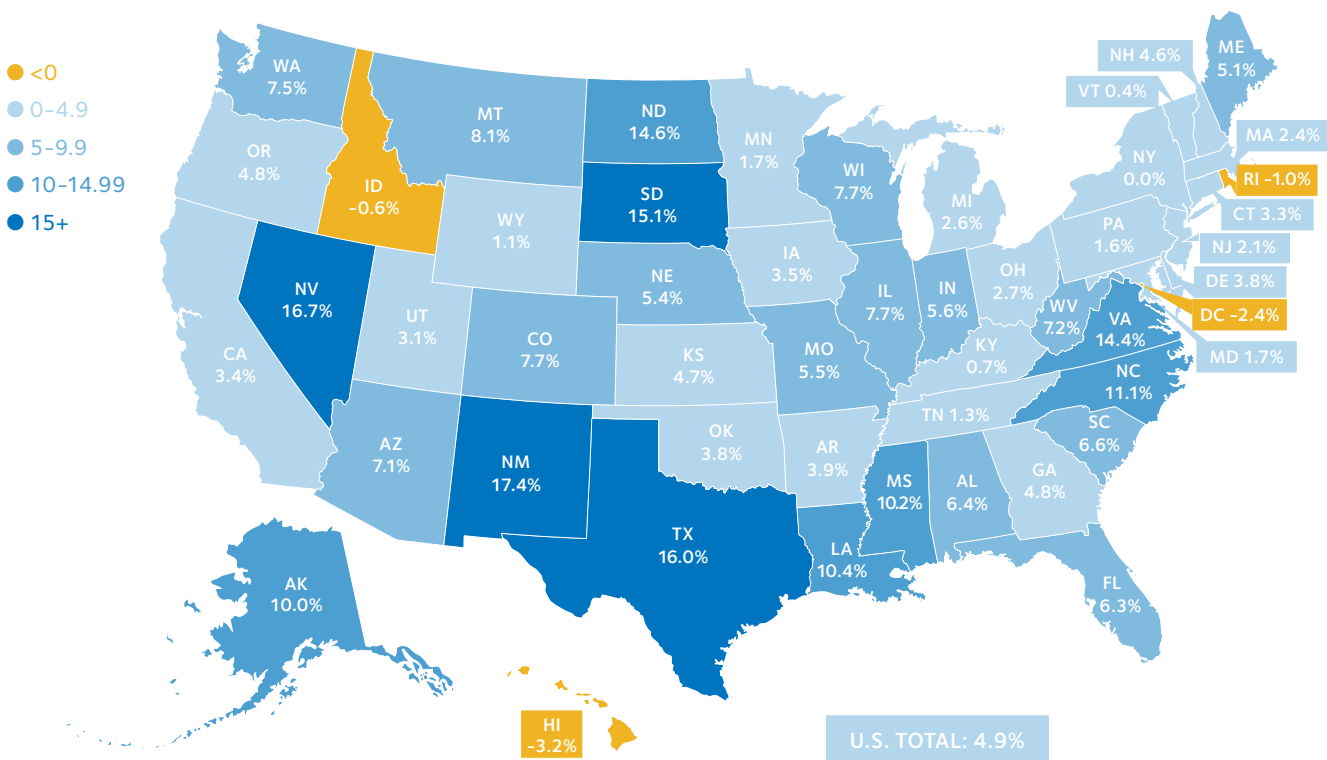 <0
0-4.9
5-9.9
10-14.99
15+
WA
7.5%
OR
4.8%
CA
3.4%
ID
-0.6%
NV
16.7%
MT
8.1%
WY
1.1%
UT
3.1%
AZ
7.1%
CO
7.7%
NM
17.4%
ND
14.6%
SD
15.1%
NE
5.4%
KS
4.7%
OK
3.8%
TX
16.0%
MN
1.7%
IA
3.5%
MO
5.5%
AR
3.9%
LA
10.4%
WI
7.7%
IL
7.7%
MI
2.6%
IN
5.6%
OH
2.7%
KY
0.7%
TN 1.3%
MS
10.2%
AL
6.4%
GA
4.8%
FL
6.3%
SC
6.6%
NC
11.1%
VA
14.4%
WV
7.2%
PA
1.6%
NY
0.0%
ME
5.1%
NH 4.6%
VT 0.4%
MA 2.4%
RI -1.0%
CT 3.3%
NJ 2.1%
DE 3.8%
DC -2.4%
MD 1.7%
AK
10.0%
HI
-3.2%
U.S. TOTAL: 4.9%